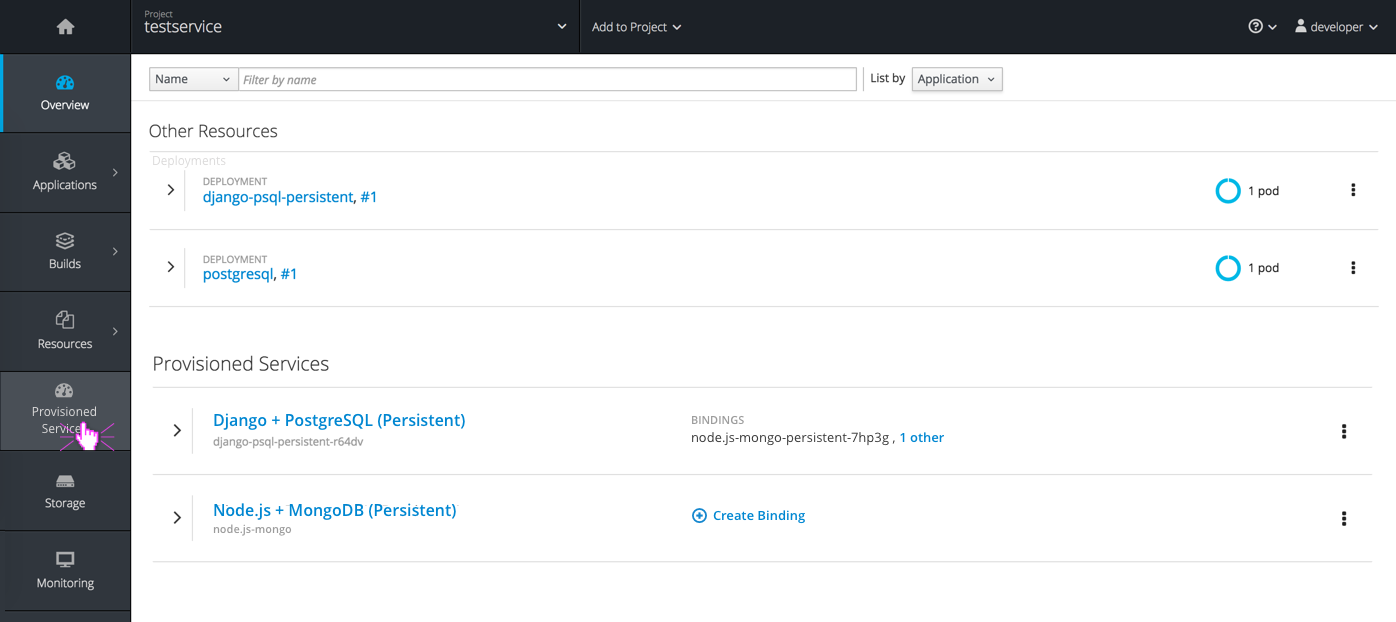 Project
testservice
Add to Project
developer
Name
Filter by name
List by
Application
Overview
Applications
Builds
Resources
Provisioned
Service
Storage
Monitoring
Other Resources
Deployments
DEPLOYMENT
django-psql-persistent, #1
1 pod
DEPLOYMENT
postgresql, #1
1 pod
Provisioned Services
Django + PostgreSQL (Persistent)
django-psql-persistent-r64dv
BINDINGS
node.js-mongo-persistent-7hp3g , 1 other
Node.js + MongoDB (Persistent)
node.js-mongo
Create Binding